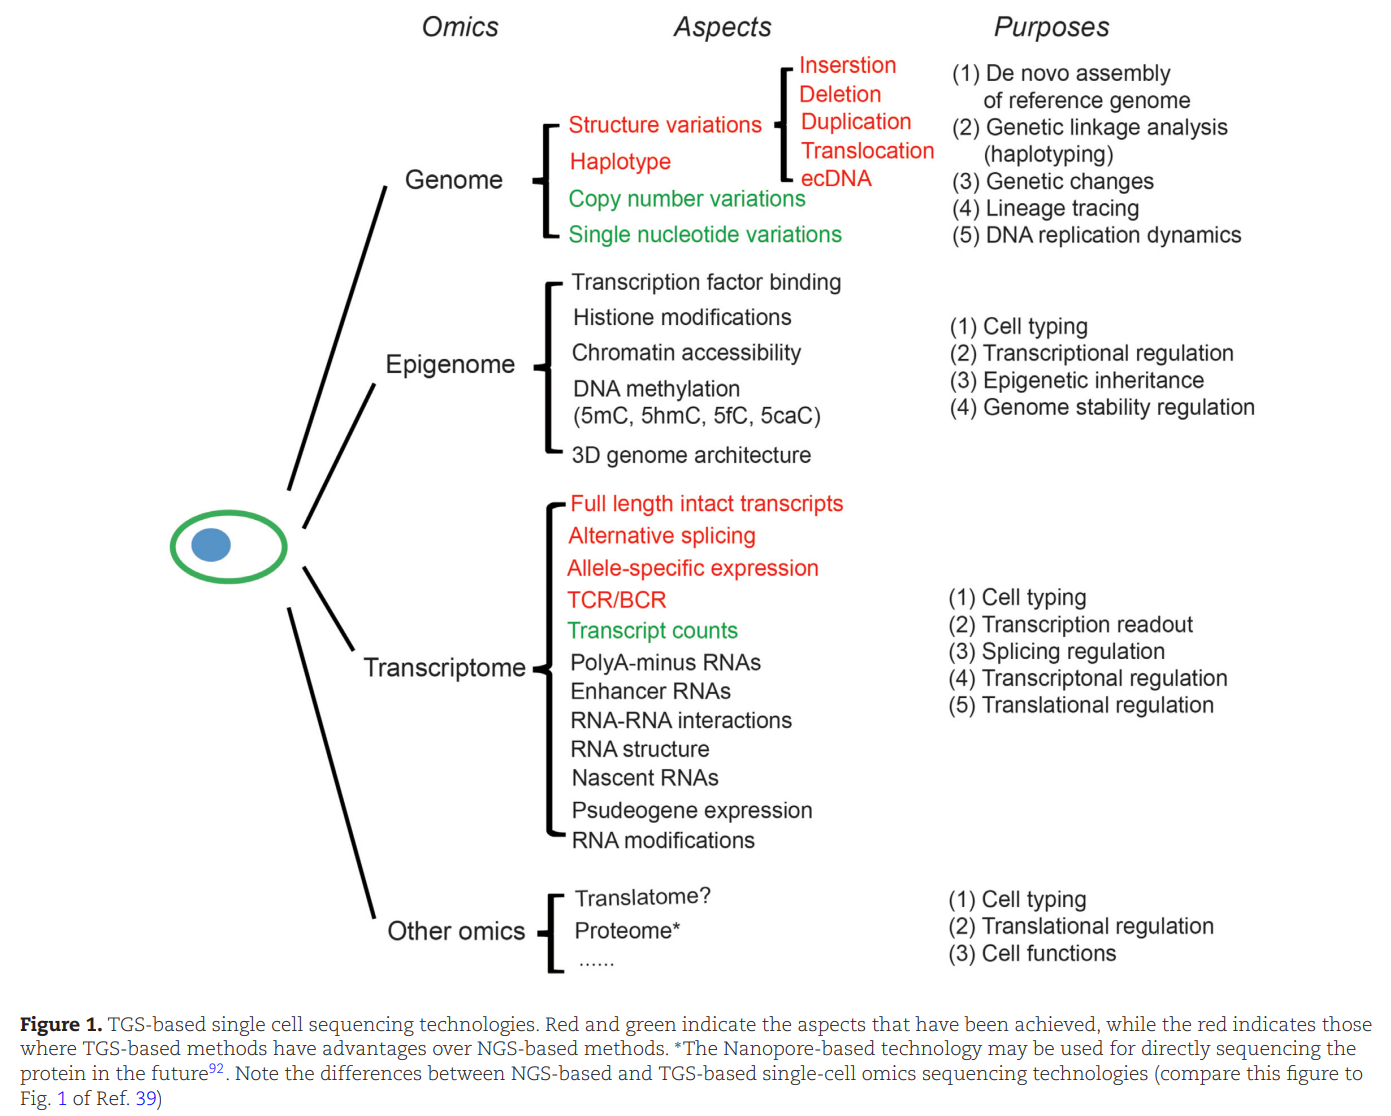 Omics Aspects Purposes
Genome
Structure variations
Haplotype
Copy number variations
Single nucleotide variations
Inserstion
Deletion
Duplication
Translocation
ecDNA
(1) De novo assembly
of reference genome
(2) Genetic linkage analysis
(haplotyping)
(3) Genetic changes
(4) Lineage tracing
(5) DNA replication dynamics
Epigenome
Transcription factor binding
Histione modifications
Chromatin accessibility
DNA methylation
(5mC, 5hmC, 5fC, 5caC)
3D genome architecture
(1) Cell typing
(2) Transcriptional regulation
(3) Epigenetic inheritance
(4) Genome stability regulation
Transcriptome
Full length intact transcripts
Alternative splicing
Allele-specific expression
TCR/BCR
Transcript counts
PolyA-minus RNAs
Enhancer RNAs
RNA-RNA interactions
RNA structure
Nascent RNAs
Psudeogene expression
RNA modifications
(1) Cell typing
(2) Transcription readout
(3) Splicing regulation
(4) Transcriptonal regulation
(5) Translational regulation
Other omics
Translatome?
Proteome*
......
(1) Cell typing
(2) Translational regulation
(3) Cell functions
Figure 1. TGS-based single cell sequencing technologies. Red and green indicate the aspects that have been achieved, while the red indicates those
where TGS-based methods have advantages over NGS-based methods. *The Nanopore-based technology may be used for directly sequencing the
protein in the future92. Note the differences between NGS-based and TGS-based single-cell omics sequencing technologies (compare this figure to
Fig. 1 of Ref. 39)